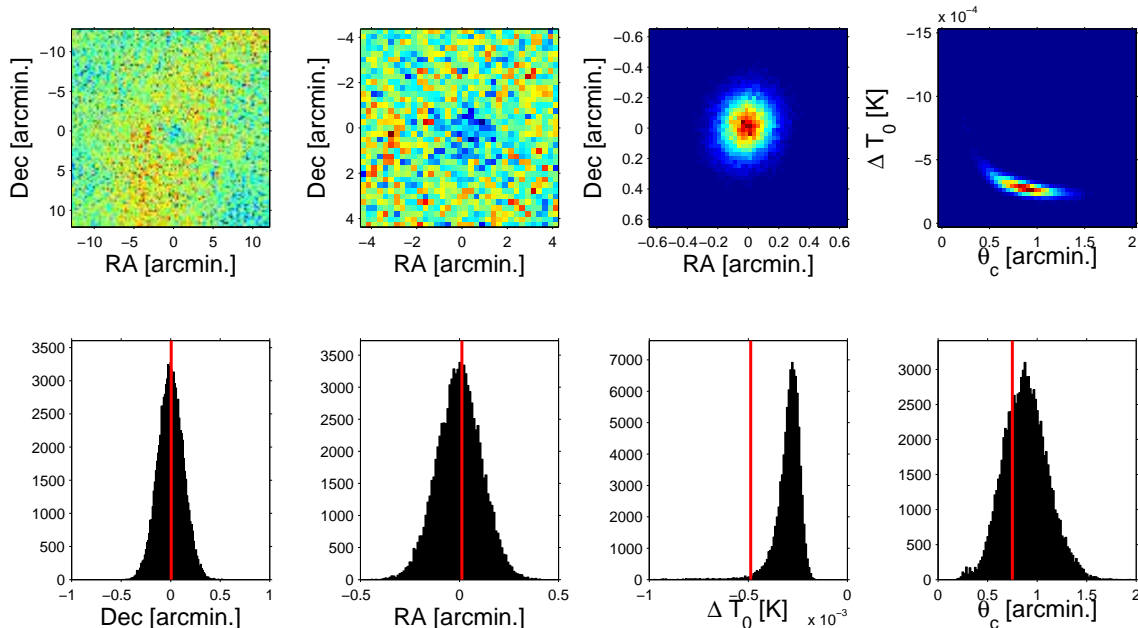 −10
−5
0
5
10
Dec [arcmin.]
−10 −5 0 5 10
RA [arcmin.]
−4
−2
0
2
4
Dec [arcmin.]
−4 −2 0 2 4
RA [arcmin.]
−0.6
−0.4
−0.2
0
0.2
0.4
0.6
Dec [arcmin.]
−0.6 −0.4 −0.2 0 0.2 0.4 0.6
RA [arcmin.]
x 10⁻⁴
−15
−10
−5
0
Δ T₀ [K]
0 0.5 1 1.5 2
θ_c [arcmin.]
3500
3000
2500
2000
1500
1000
500
0
−1 −0.5 0 0.5 1
Dec [arcmin.]
3500
3000
2500
2000
1500
1000
500
0
−0.5 0 0.5
RA [arcmin.]
7000
6000
5000
4000
3000
2000
1000
0
−1 −0.5 0
Δ T₀ [K] x 10⁻³
3000
2500
2000
1500
1000
500
0
0 0.5 1 1.5 2
θ_c [arcmin.]